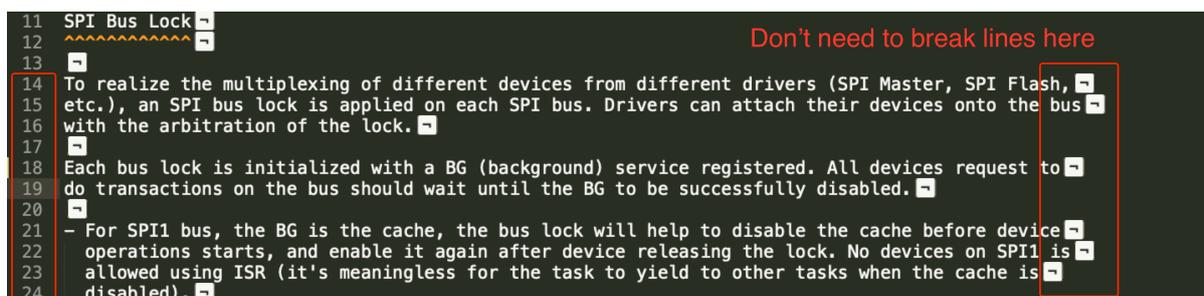 11 SPI Bus Lock¬
12 ^^^^^^^^^^^^¬
Don't need to break lines here
13 ¬
14 To realize the multiplexing of different devices from different drivers (SPI Master, SPI Flash,¬
15 etc.), an SPI bus lock is applied on each SPI bus. Drivers can attach their devices onto the bus¬
16 with the arbitration of the lock.¬
17 ¬
18 Each bus lock is initialized with a BG (background) service registered. All devices request to¬
19 do transactions on the bus should wait until the BG to be successfully disabled.¬
20 ¬
21 – For SPI1 bus, the BG is the cache, the bus lock will help to disable the cache before device¬
22 operations starts, and enable it again after device releasing the lock. No devices on SPI1 is¬
23 allowed using ISR (it's meaningless for the task to yield to other tasks when the cache is¬
24 disabled).¬